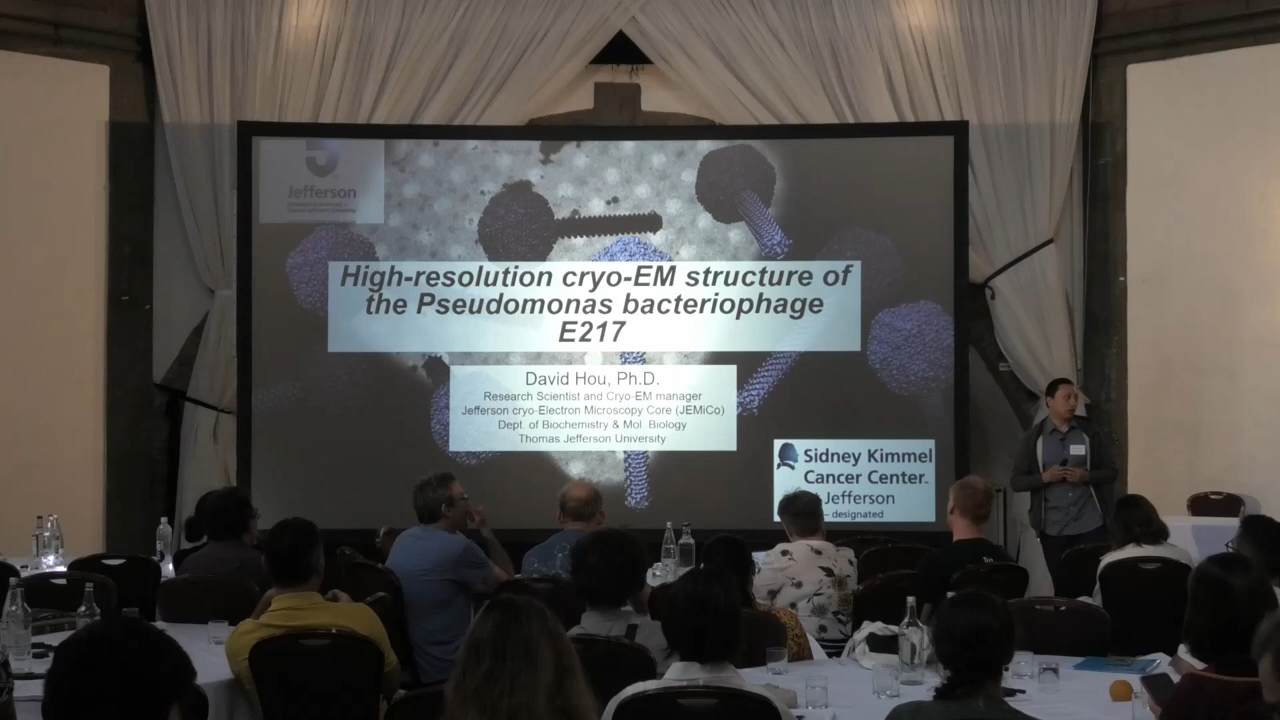 Jefferson
High-resolution cryo-EM structure of
the Pseudomonas bacteriophage
E217
David Hou, Ph.D.
Research Scientist and Cryo-EM manager
Jefferson cryo-Electron Microscopy Core (JEMiCo)
Dept. of Biochemistry & Mol. Biology
Thomas Jefferson University
Sidney Kimmel
Cancer Center
Jefferson
– designated